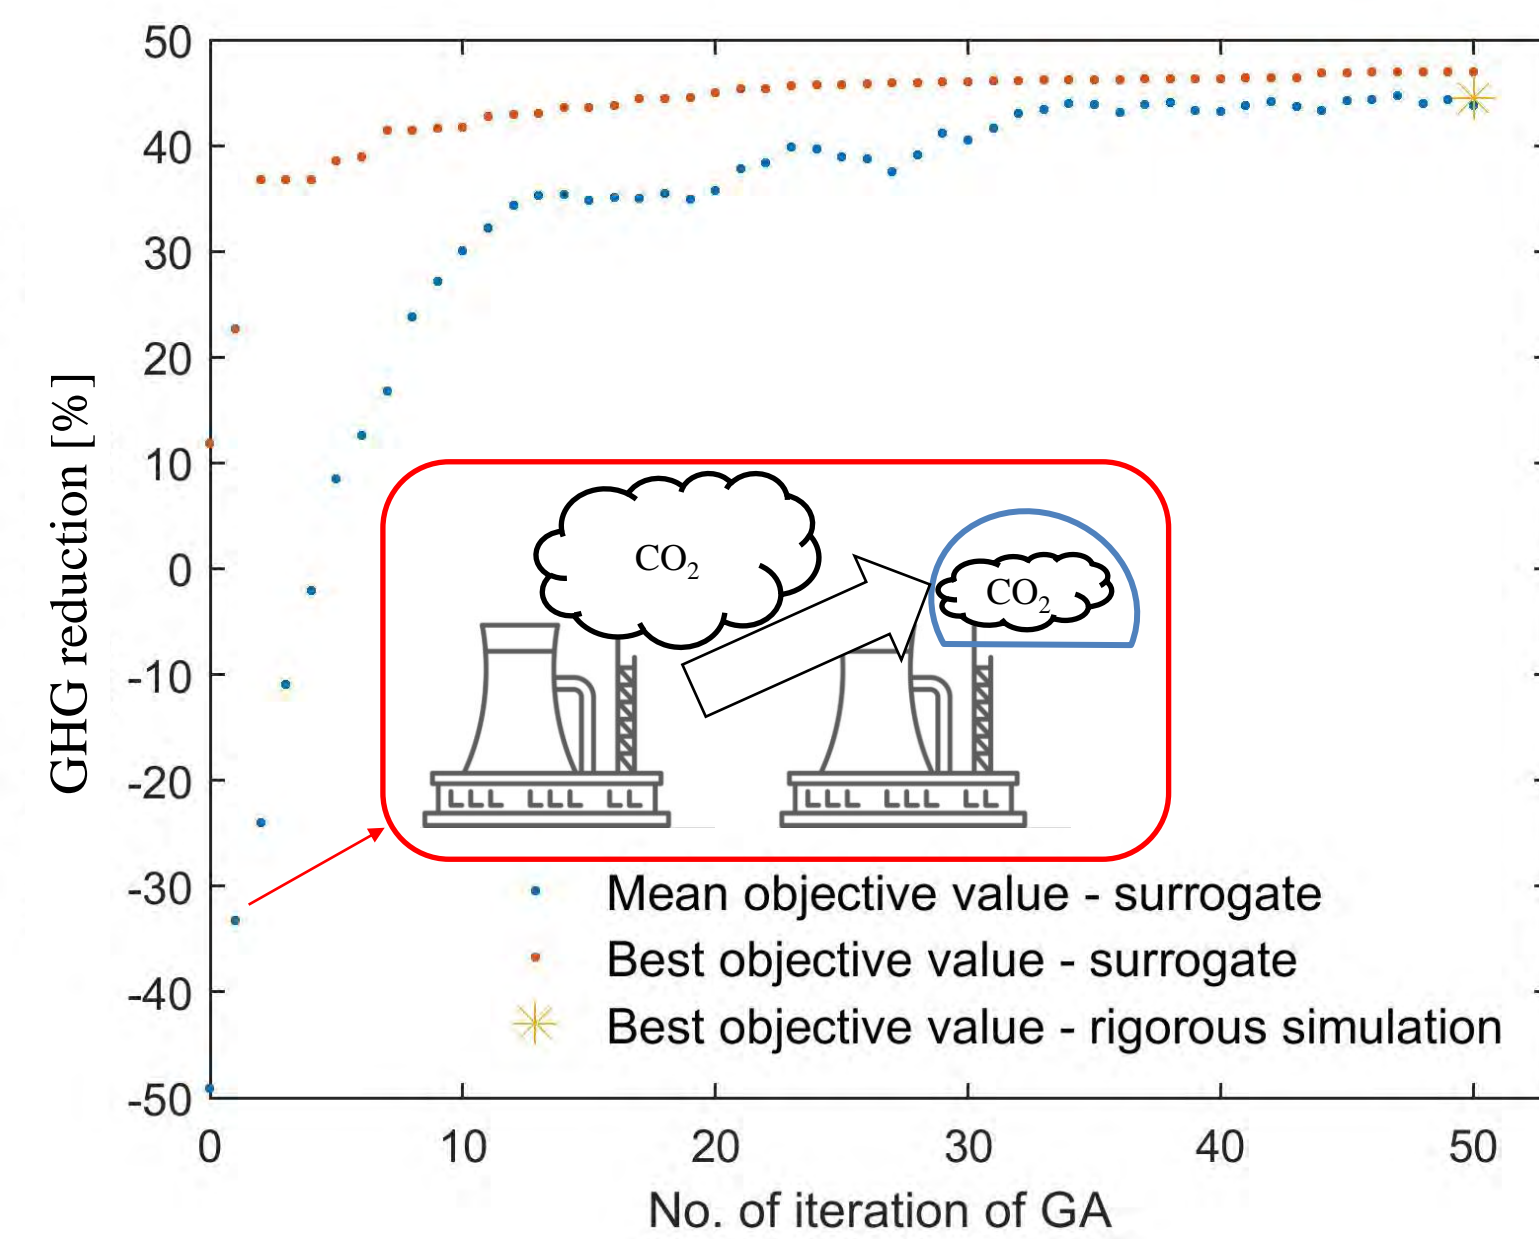 50
40
30
20
10
0
-10
-20
-30
-40
-50
GHG reduction [%]
CO₂
CO₂
Mean objective value - surrogate
Best objective value - surrogate
Best objective value - rigorous simulation
0 10 20 30 40 50
No. of iteration of GA